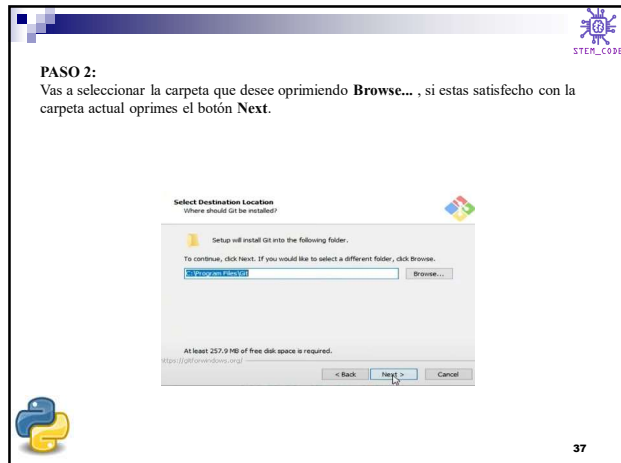 STEM_CODE
PASO 2:
Vas a seleccionar la carpeta que desee oprimiendo Browse... , si estas satisfecho con la
carpeta actual oprimes el botón Next.
Select Destination Location
Where should Git be installed?
Setup will install Git into the following folder.
To continue, click Next. If you would like to select a different folder, click Browse.
C:\Program Files\Git
Browse...
At least 257.9 MB of free disk space is required.
https://gitforwindows.org/
< Back
Next >
Cancel
37